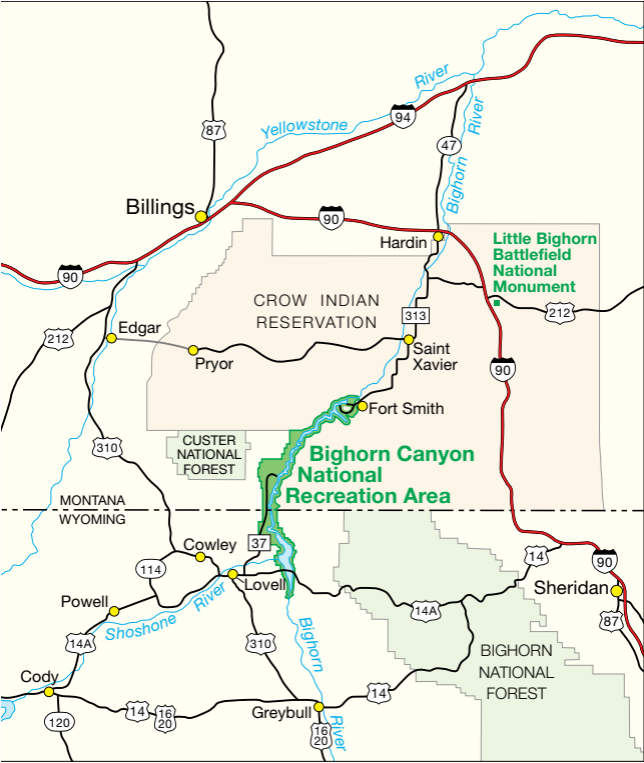 River
87
94
Yellowstone
47
River
Billings
Bighorn
90
Hardin
Little Bighorn
Battlefield
National
Monument
90
CROW INDIAN
RESERVATION
313
212
212
Edgar
Saint
Xavier
Pryor
90
Fort Smith
CUSTER
NATIONAL
FOREST
310
Bighorn Canyon
National
Recreation Area
MONTANA
WYOMING
37
Cowley
14
90
114
Lovell
Sheridan
Powell
River
Shoshone
14A
87
14A
310
Bighorn
BIGHORN
NATIONAL
FOREST
Cody
14
14
16
20
Greybull
120
16
20
River